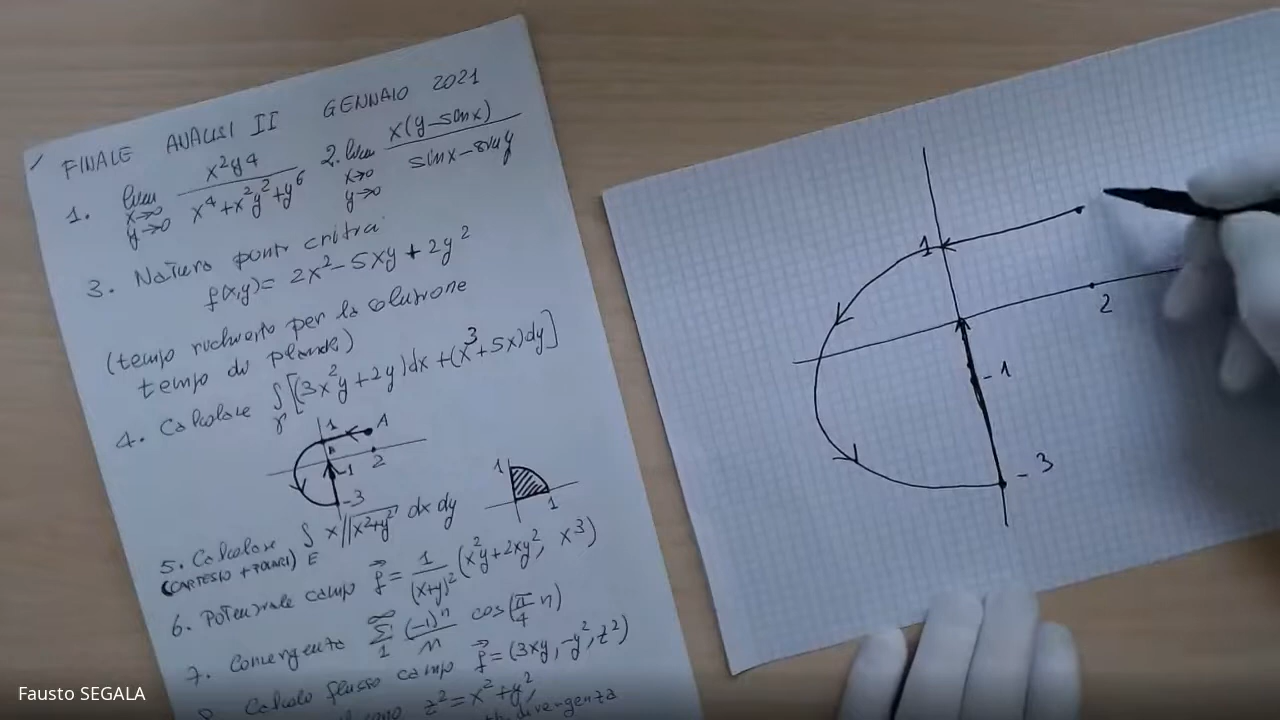 FINALE ANALISI II GENNAIO 2021
1. lim x→0 y→0 x²y⁴ / x⁴+x²y²+y⁶ 2. lim x→0 y→0 x(y-senx) / senx-seny
3. Natura punti critici
f(x,y)= 2x²-5xy+2y²
(tempo richiesto per la soluzione
tempo di
4. Calcolare ∫γ[(3x²y+2y)dx+(x³+5x)dy]
1 A
-1 2
-3
1
1
5. Calcolare ∫E x√x²+y² dx dy
(CARTESIO + POLARI)
6. Potenziale campo f= 1/(x+y)² (x²y+2xy², x³)
7. Convergenza ∞ Σ 1 (-1)ⁿ/n cos(π/4 n)
8. Calcolo flusso campo f=(3xy,-y²,z²)
z²=x²+y²,
divergenza
1
2
-1
-3
Fausto SEGALA